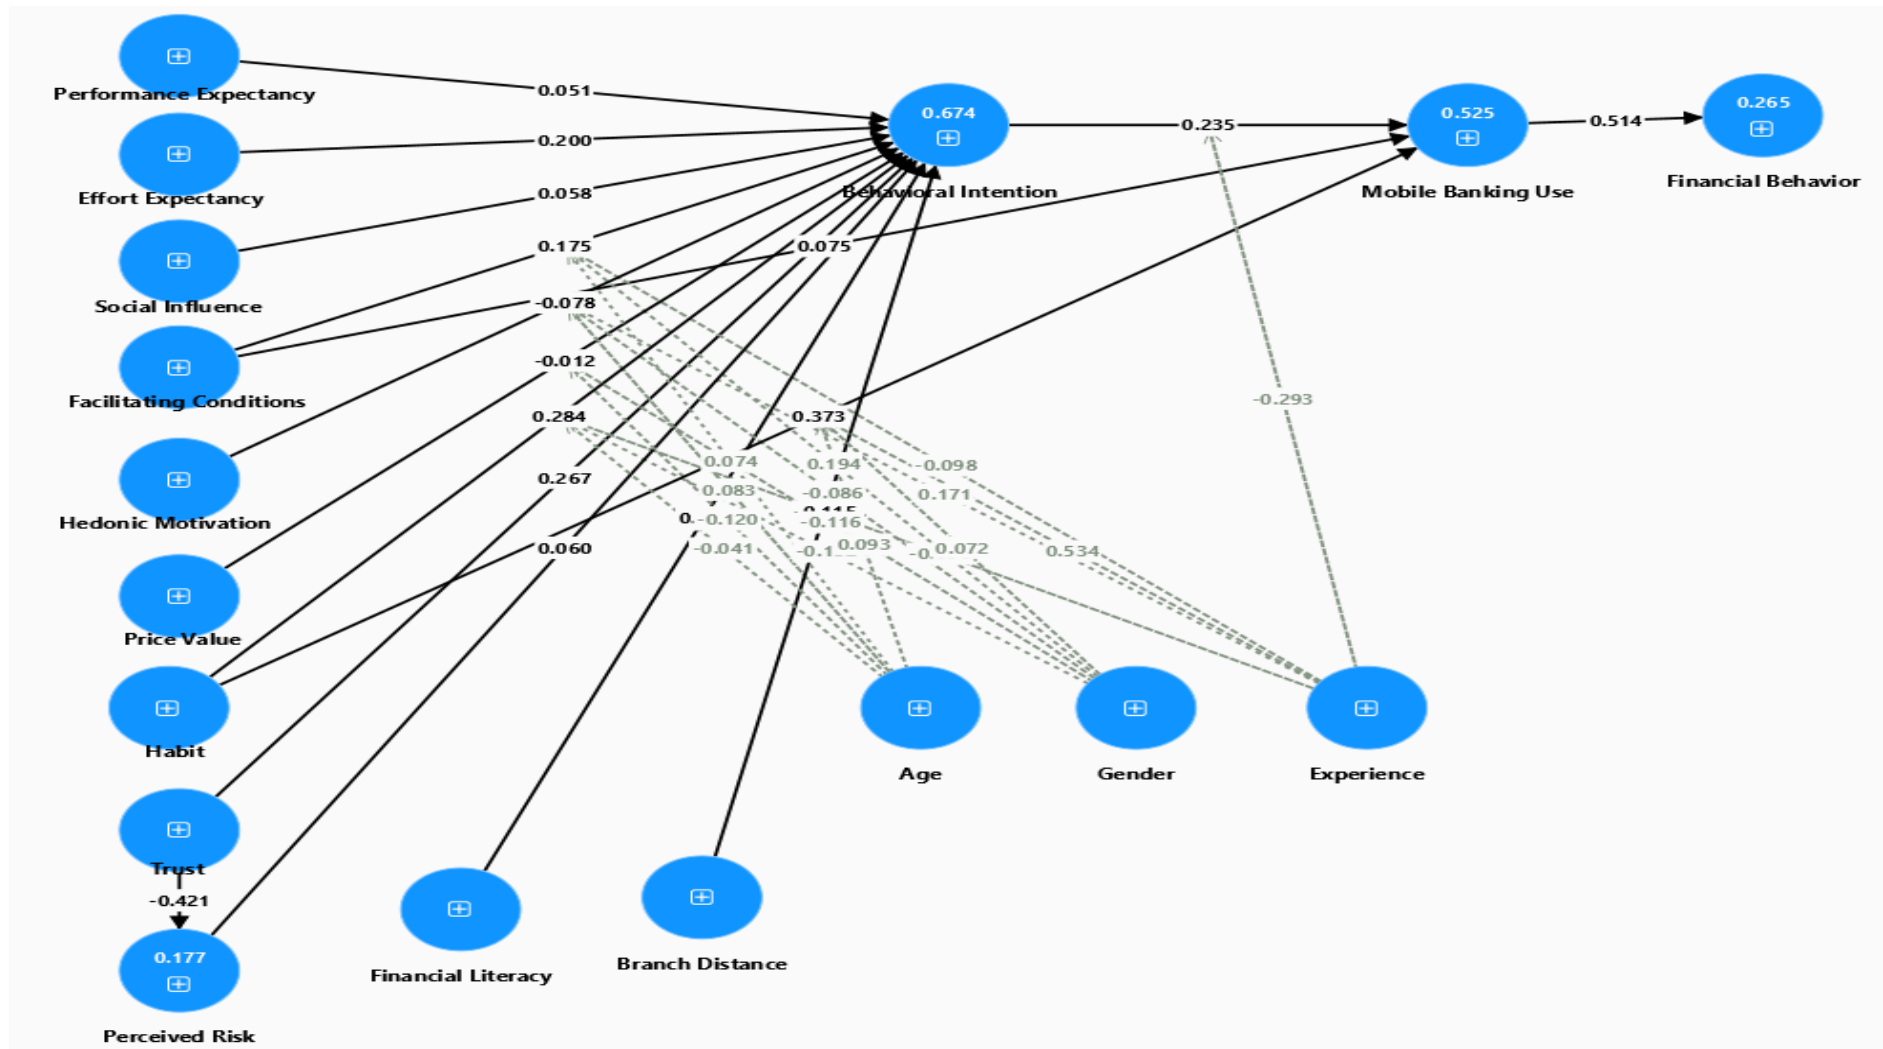 Performance Expectancy
0.051
0.674
0.235
0.525
0.514
0.265
Effort Expectancy
0.200
Behavioral Intention
Mobile Banking Use
Financial Behavior
0.058
Social Influence
0.175
0.075
-0.078
Facilitating Conditions
-0.012
0.284
0.373
-0.293
Hedonic Motivation
0.267
0.074
0.194
-0.098
0.083
-0.086
0.171
-0.120
-0.116
0.060
-0.041
0.093
0.072
0.534
Price Value
Habit
Age
Gender
Experience
Trust
-0.421
0.177
Financial Literacy
Branch Distance
Perceived Risk